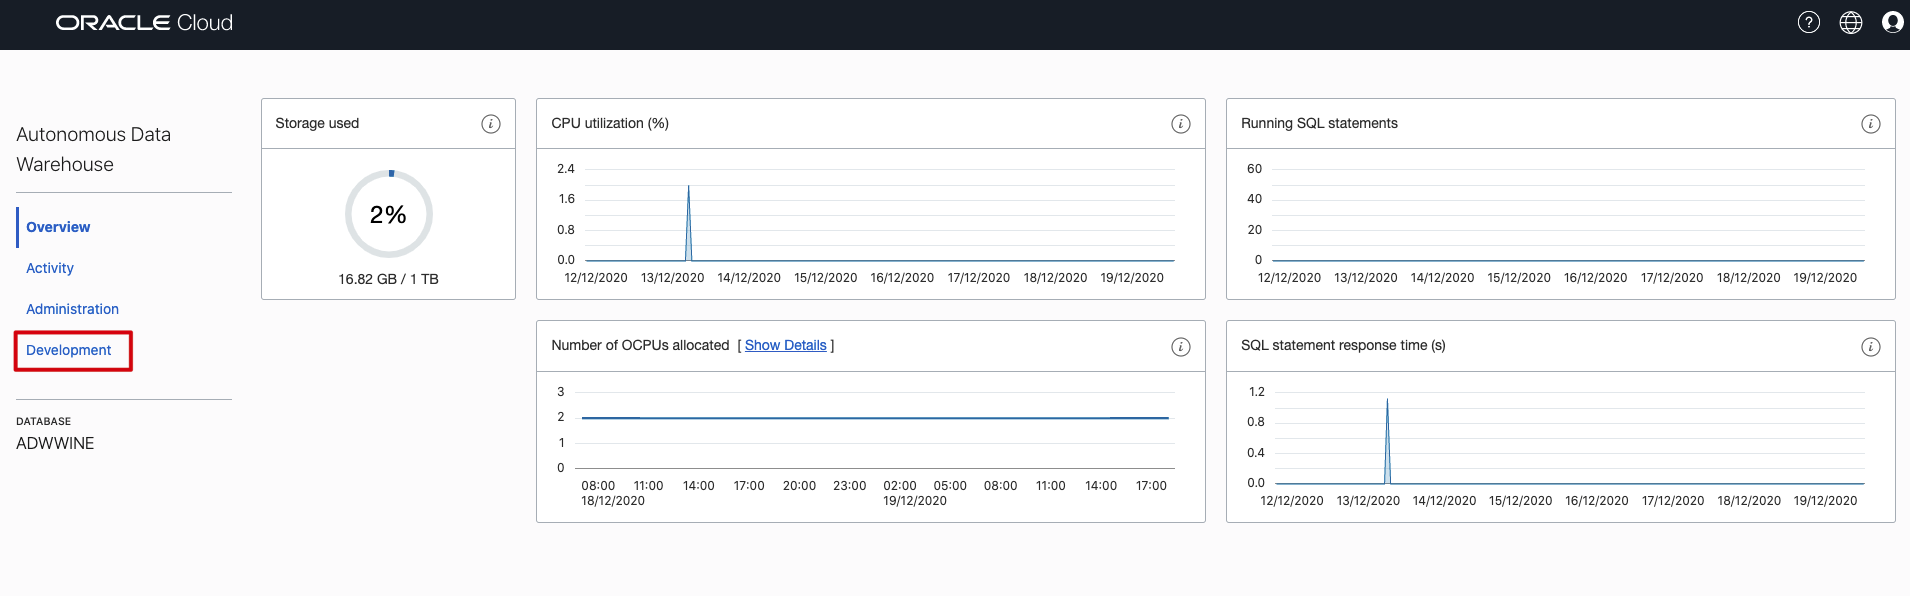 ORACLE Cloud
Autonomous Data
Warehouse
Overview
Activity
Administration
Development
DATABASE
ADWWINE
Storage used
2%
16.82 GB / 1 TB
CPU utilization (%)
2.4
1.6
0.8
0.0
12/12/2020 13/12/2020 14/12/2020 15/12/2020 16/12/2020 17/12/2020 18/12/2020 19/12/2020
Running SQL statements
60
40
20
0
12/12/2020 13/12/2020 14/12/2020 15/12/2020 16/12/2020 17/12/2020 18/12/2020 19/12/2020
Number of OCPUs allocated [ Show Details ]
3
2
1
0
08:00 11:00 14:00 17:00 20:00 23:00 02:00 05:00 08:00 11:00 14:00 17:00
18/12/2020 19/12/2020
SQL statement response time (s)
1.2
0.8
0.4
0.0
12/12/2020 13/12/2020 14/12/2020 15/12/2020 16/12/2020 17/12/2020 18/12/2020 19/12/2020